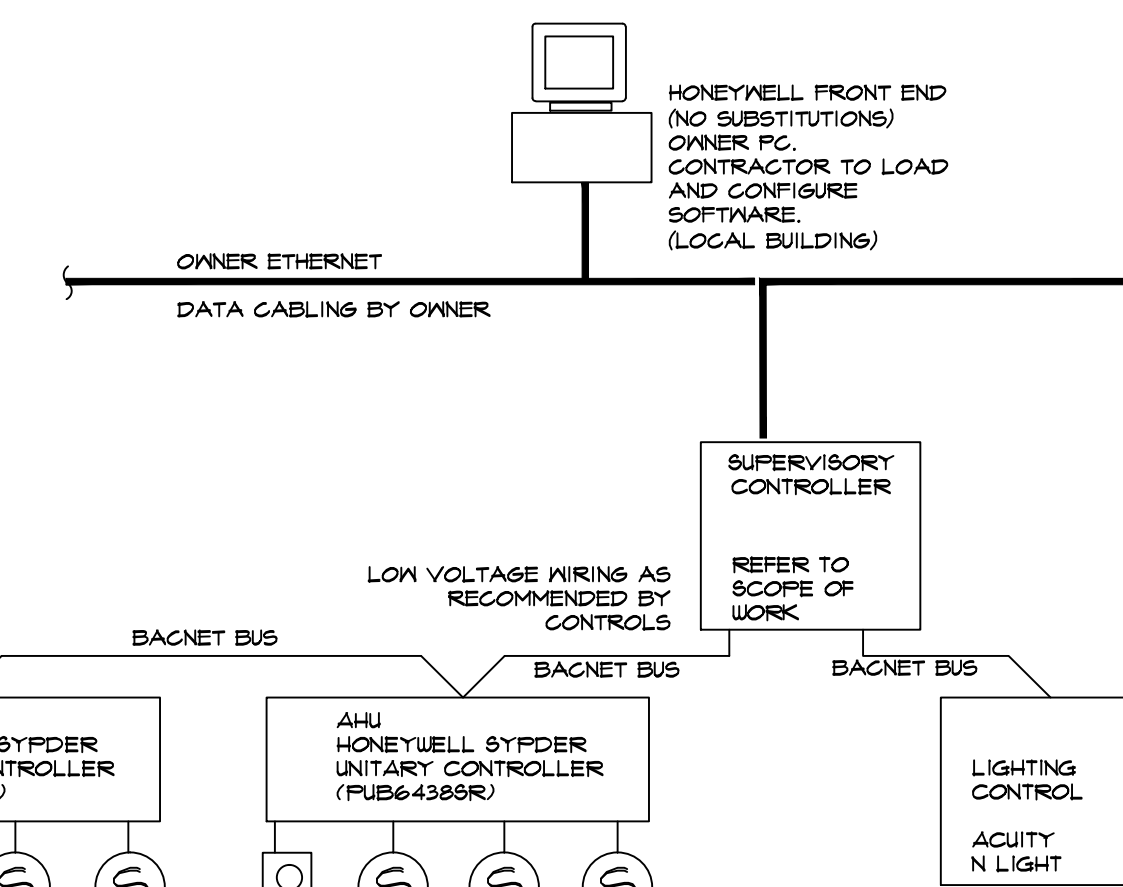 HONEYWELL FRONT END
(NO SUBSTITUTIONS)
OWNER PC.
CONTRACTOR TO LOAD
AND CONFIGURE
SOFTWARE.
(LOCAL BUILDING)
OWNER ETHERNET
DATA CABLING BY OWNER
SUPERVISORY
CONTROLLER
REFER TO
SCOPE OF
WORK
LOW VOLTAGE WIRING AS
RECOMMENDED BY
CONTROLS
BACNET BUS
BACNET BUS
BACNET BUS
SYPDER
NTROLLER
)
AHU
HONEYWELL SYPDER
UNITARY CONTROLLER
(PUB6438SR)
LIGHTING
CONTROL
ACUITY
N LIGHT